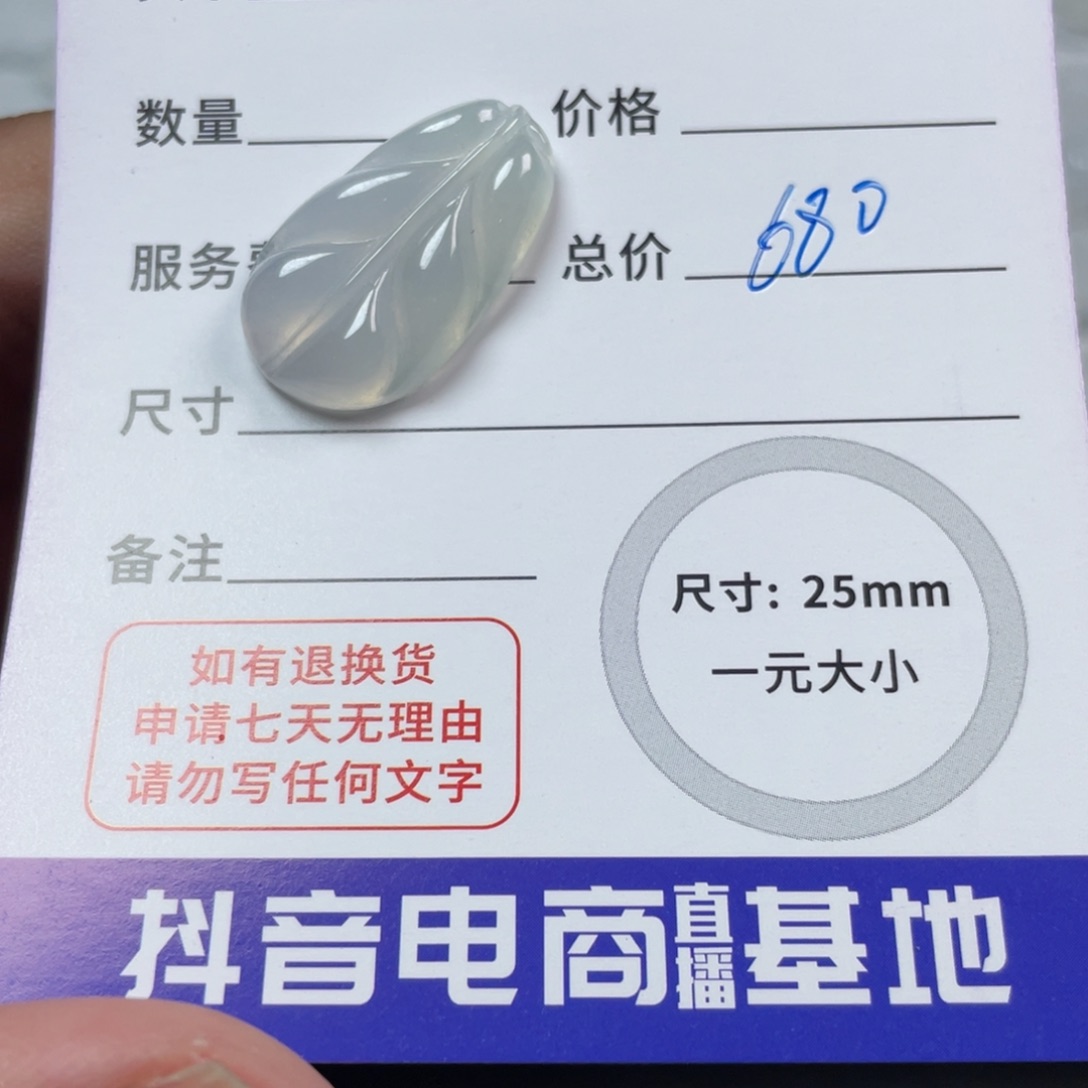 数量 价格
服务 总价 680
尺寸
备注
尺寸: 25mm
一元大小
如有退换货
申请七天无理由
请勿写任何文字
抖音电商直播基地